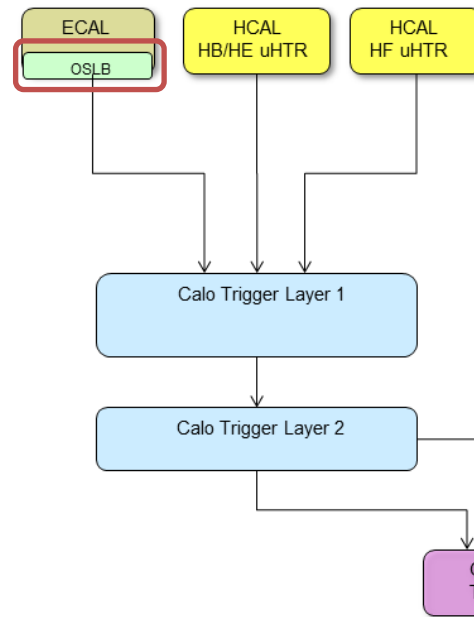 ECAL
OSLB
HCAL
HB/HE uHTR
HCAL
HF uHTR
Calo Trigger Layer 1
Calo Trigger Layer 2